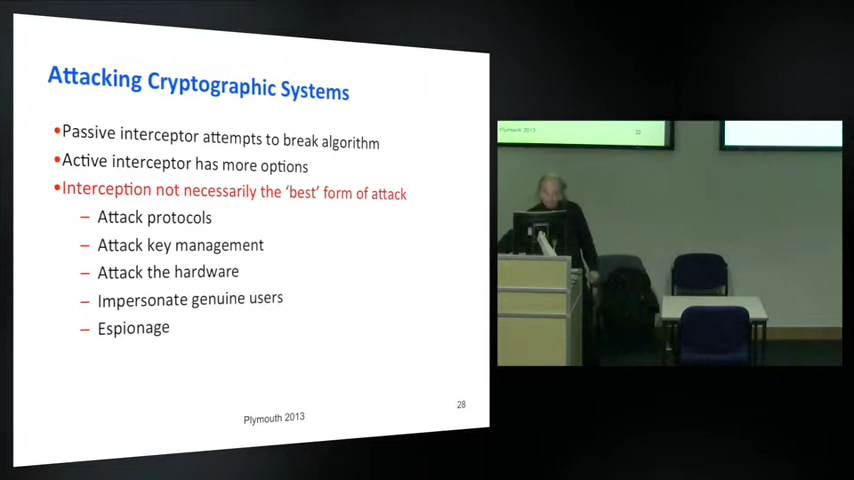 Attacking Cryptographic Systems
•Passive interceptor attempts to break algorithm
•Active interceptor has more options
•Interception not necessarily the ‘best’ form of attack
– Attack protocols
– Attack key management
– Attack the hardware
– Impersonate genuine users
– Espionage
Plymouth 2013
28
Plymouth 2013
32